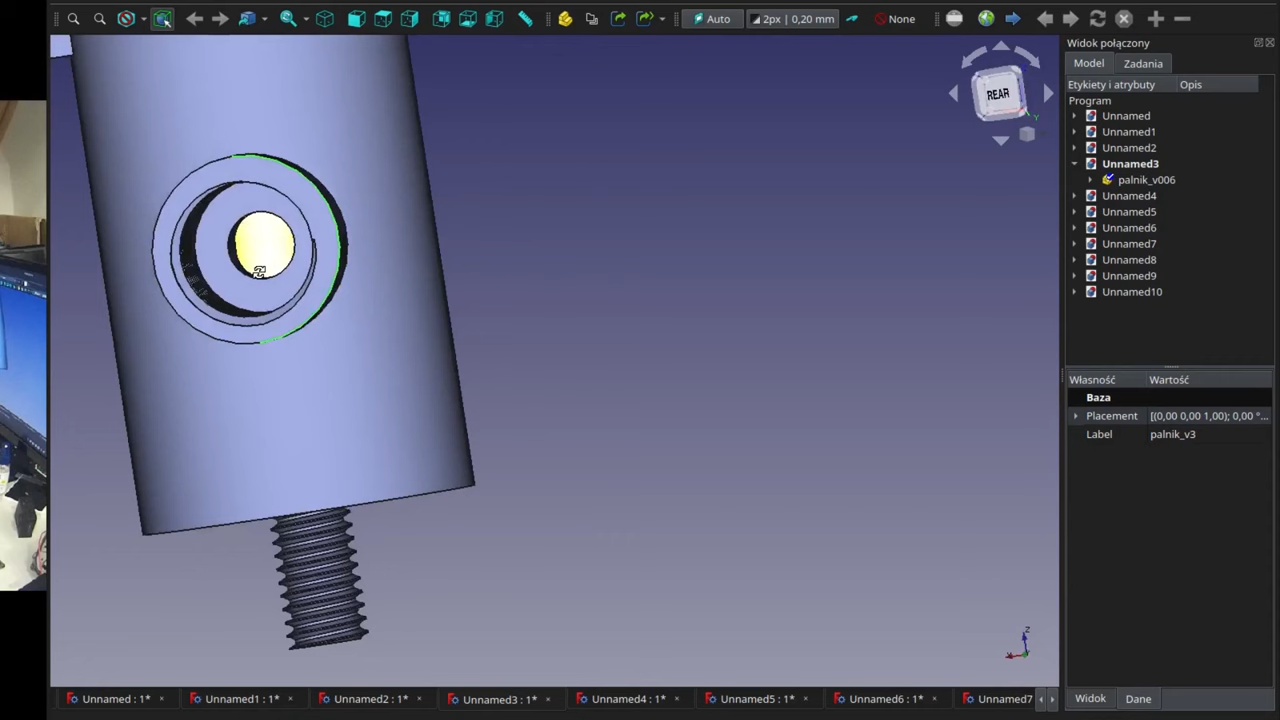 Auto
2px | 0,20 mm
None
REAR
Z
Y
X
Widok połączony
Model
Zadania
Etykiety i atrybuty
Opis
Program
Unnamed
Unnamed1
Unnamed2
Unnamed3
palnik_v006
Unnamed4
Unnamed5
Unnamed6
Unnamed7
Unnamed8
Unnamed9
Unnamed10
Własność
Wartość
Baza
Placement
[(0,00 0,00 1,00); 0,00 °...
Label
palnik_v3
Widok
Dane
Unnamed : 1*
Unnamed1 : 1*
Unnamed2 : 1*
Unnamed3 : 1*
Unnamed4 : 1*
Unnamed5 : 1*
Unnamed6 : 1*
Unnamed7